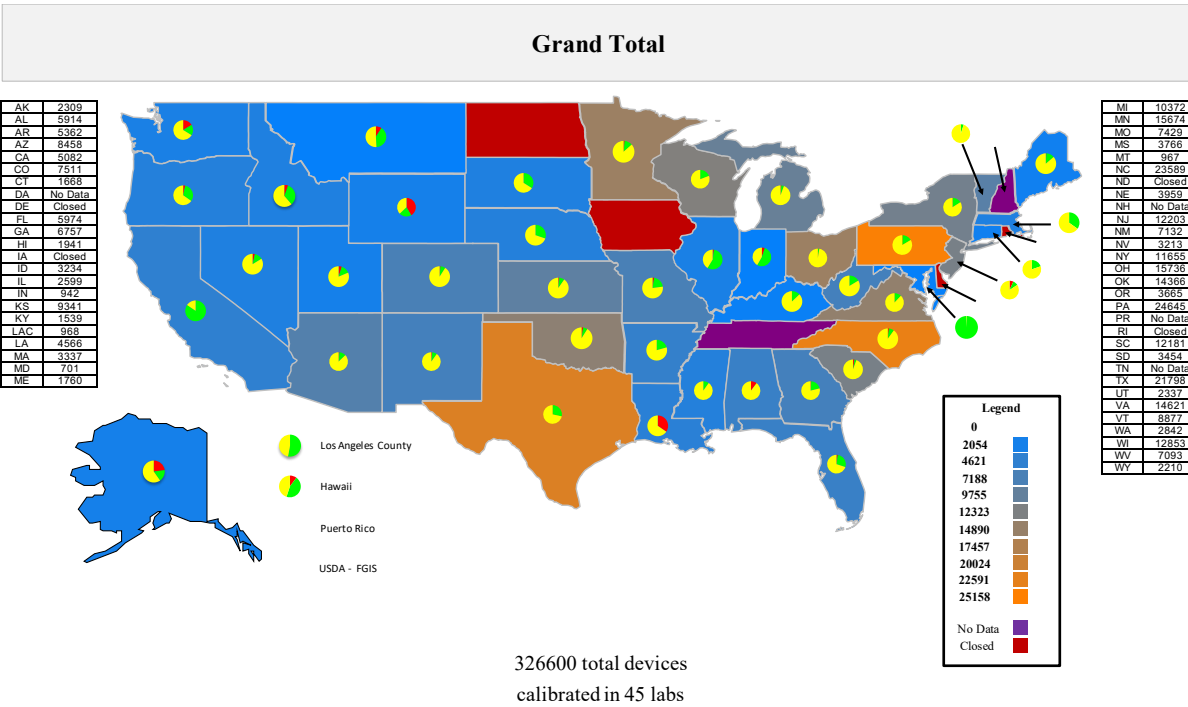 Grand Total
AK 2309
AL 5914
AR 5362
AZ 8458
CA 5082
CO 7511
CT 1668
DA No Data
DE Closed
FL 5974
GA 6757
HI 1941
IA Closed
ID 3234
IL 2599
IN 942
KS 9341
KY 1539
LAC 968
LA 4566
MA 3337
MD 701
ME 1760
MI 10372
MN 15674
MO 7429
MS 3766
MT 967
NC 23589
ND Closed
NE 3959
NH No Data
NJ 12203
NM 7132
NV 3213
NY 11655
OH 15736
OK 14366
OR 3665
PA 24645
PR No Data
RI Closed
SC 12181
SD 3454
TN No Data
TX 21798
UT 2337
VA 14621
VT 8877
WA 2842
WI 12853
WV 7093
WY 2210
Los Angeles County
Hawaii
Puerto Rico
USDA - FGIS
Legend
0
2054
4621
7188
9755
12323
14890
17457
20024
22591
25158
No Data
Closed
326600 total devices
calibrated in 45 labs